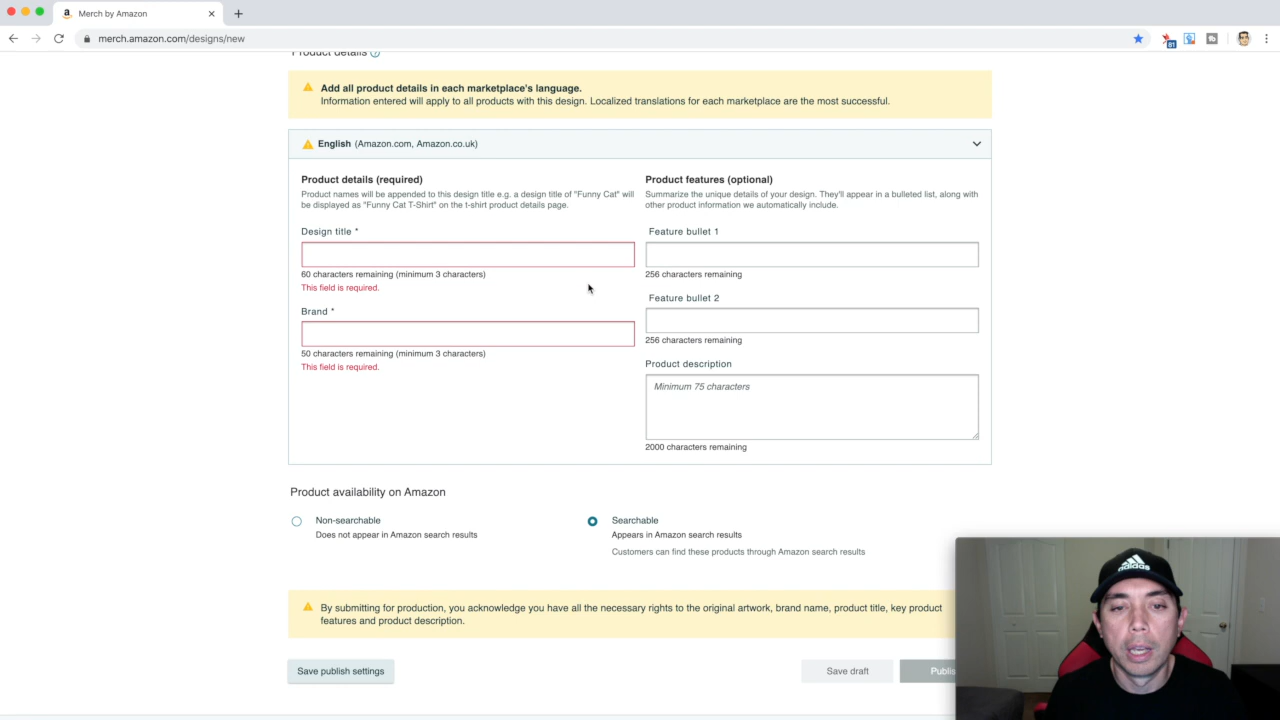 Merch by Amazon
merch.amazon.com/designs/new
81
Product details
Add all product details in each marketplace's language.
Information entered will apply to all products with this design. Localized translations for each marketplace are the most successful.
English (Amazon.com, Amazon.co.uk)
Product details (required)
Product names will be appended to this design title e.g. a design title of "Funny Cat" will
be displayed as "Funny Cat T-Shirt" on the t-shirt product details page.
Design title *
60 characters remaining (minimum 3 characters)
This field is required.
Brand *
50 characters remaining (minimum 3 characters)
This field is required.
Product features (optional)
Summarize the unique details of your design. They'll appear in a bulleted list, along with
other product information we automatically include.
Feature bullet 1
256 characters remaining
Feature bullet 2
256 characters remaining
Product description
Minimum 75 characters
2000 characters remaining
Product availability on Amazon
Non-searchable
Does not appear in Amazon search results
Searchable
Appears in Amazon search results
Customers can find these products through Amazon search results
By submitting for production, you acknowledge you have all the necessary rights to the original artwork, brand name, product title, key product
features and product description.
Save publish settings
Save draft
Publis
adidas